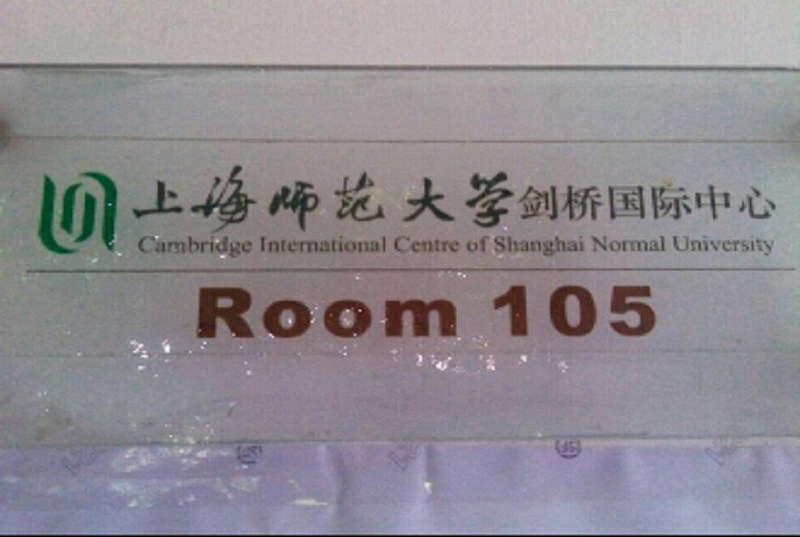 上海师范大学剑桥国际中心
Cambridge International Centre of Shanghai Normal University
Room 105